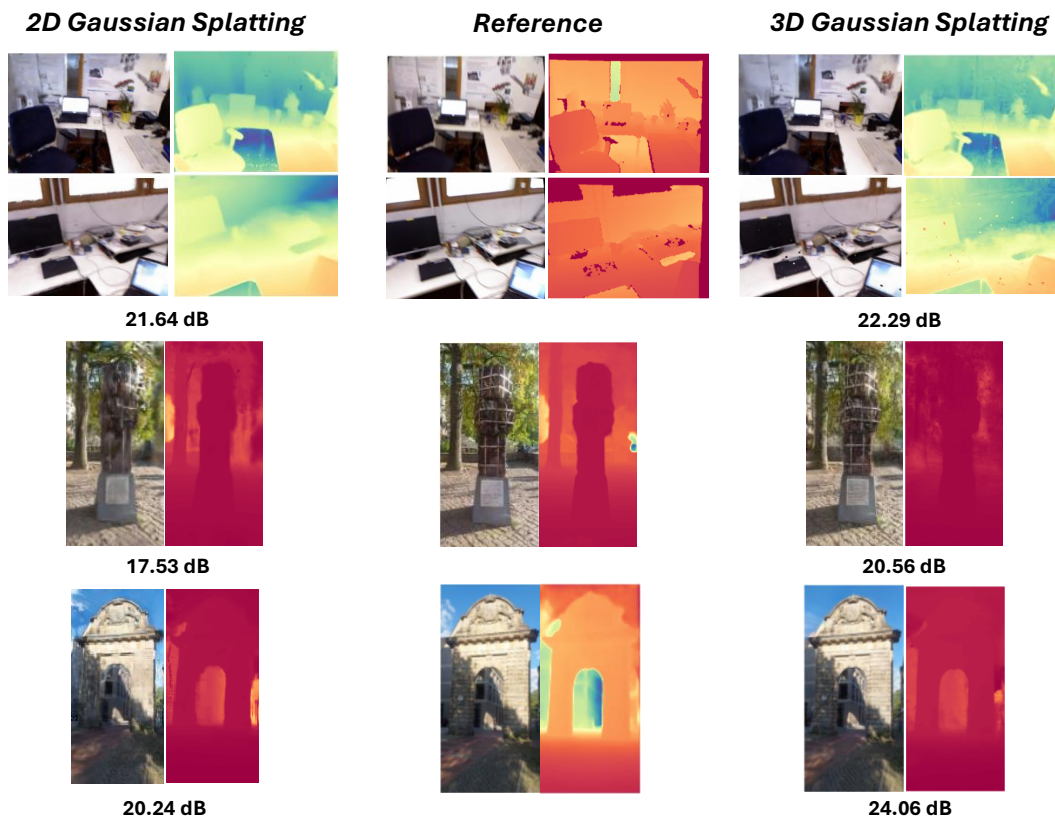 2D Gaussian Splatting
Reference
3D Gaussian Splatting
21.64 dB
22.29 dB
17.53 dB
20.56 dB
20.24 dB
24.06 dB